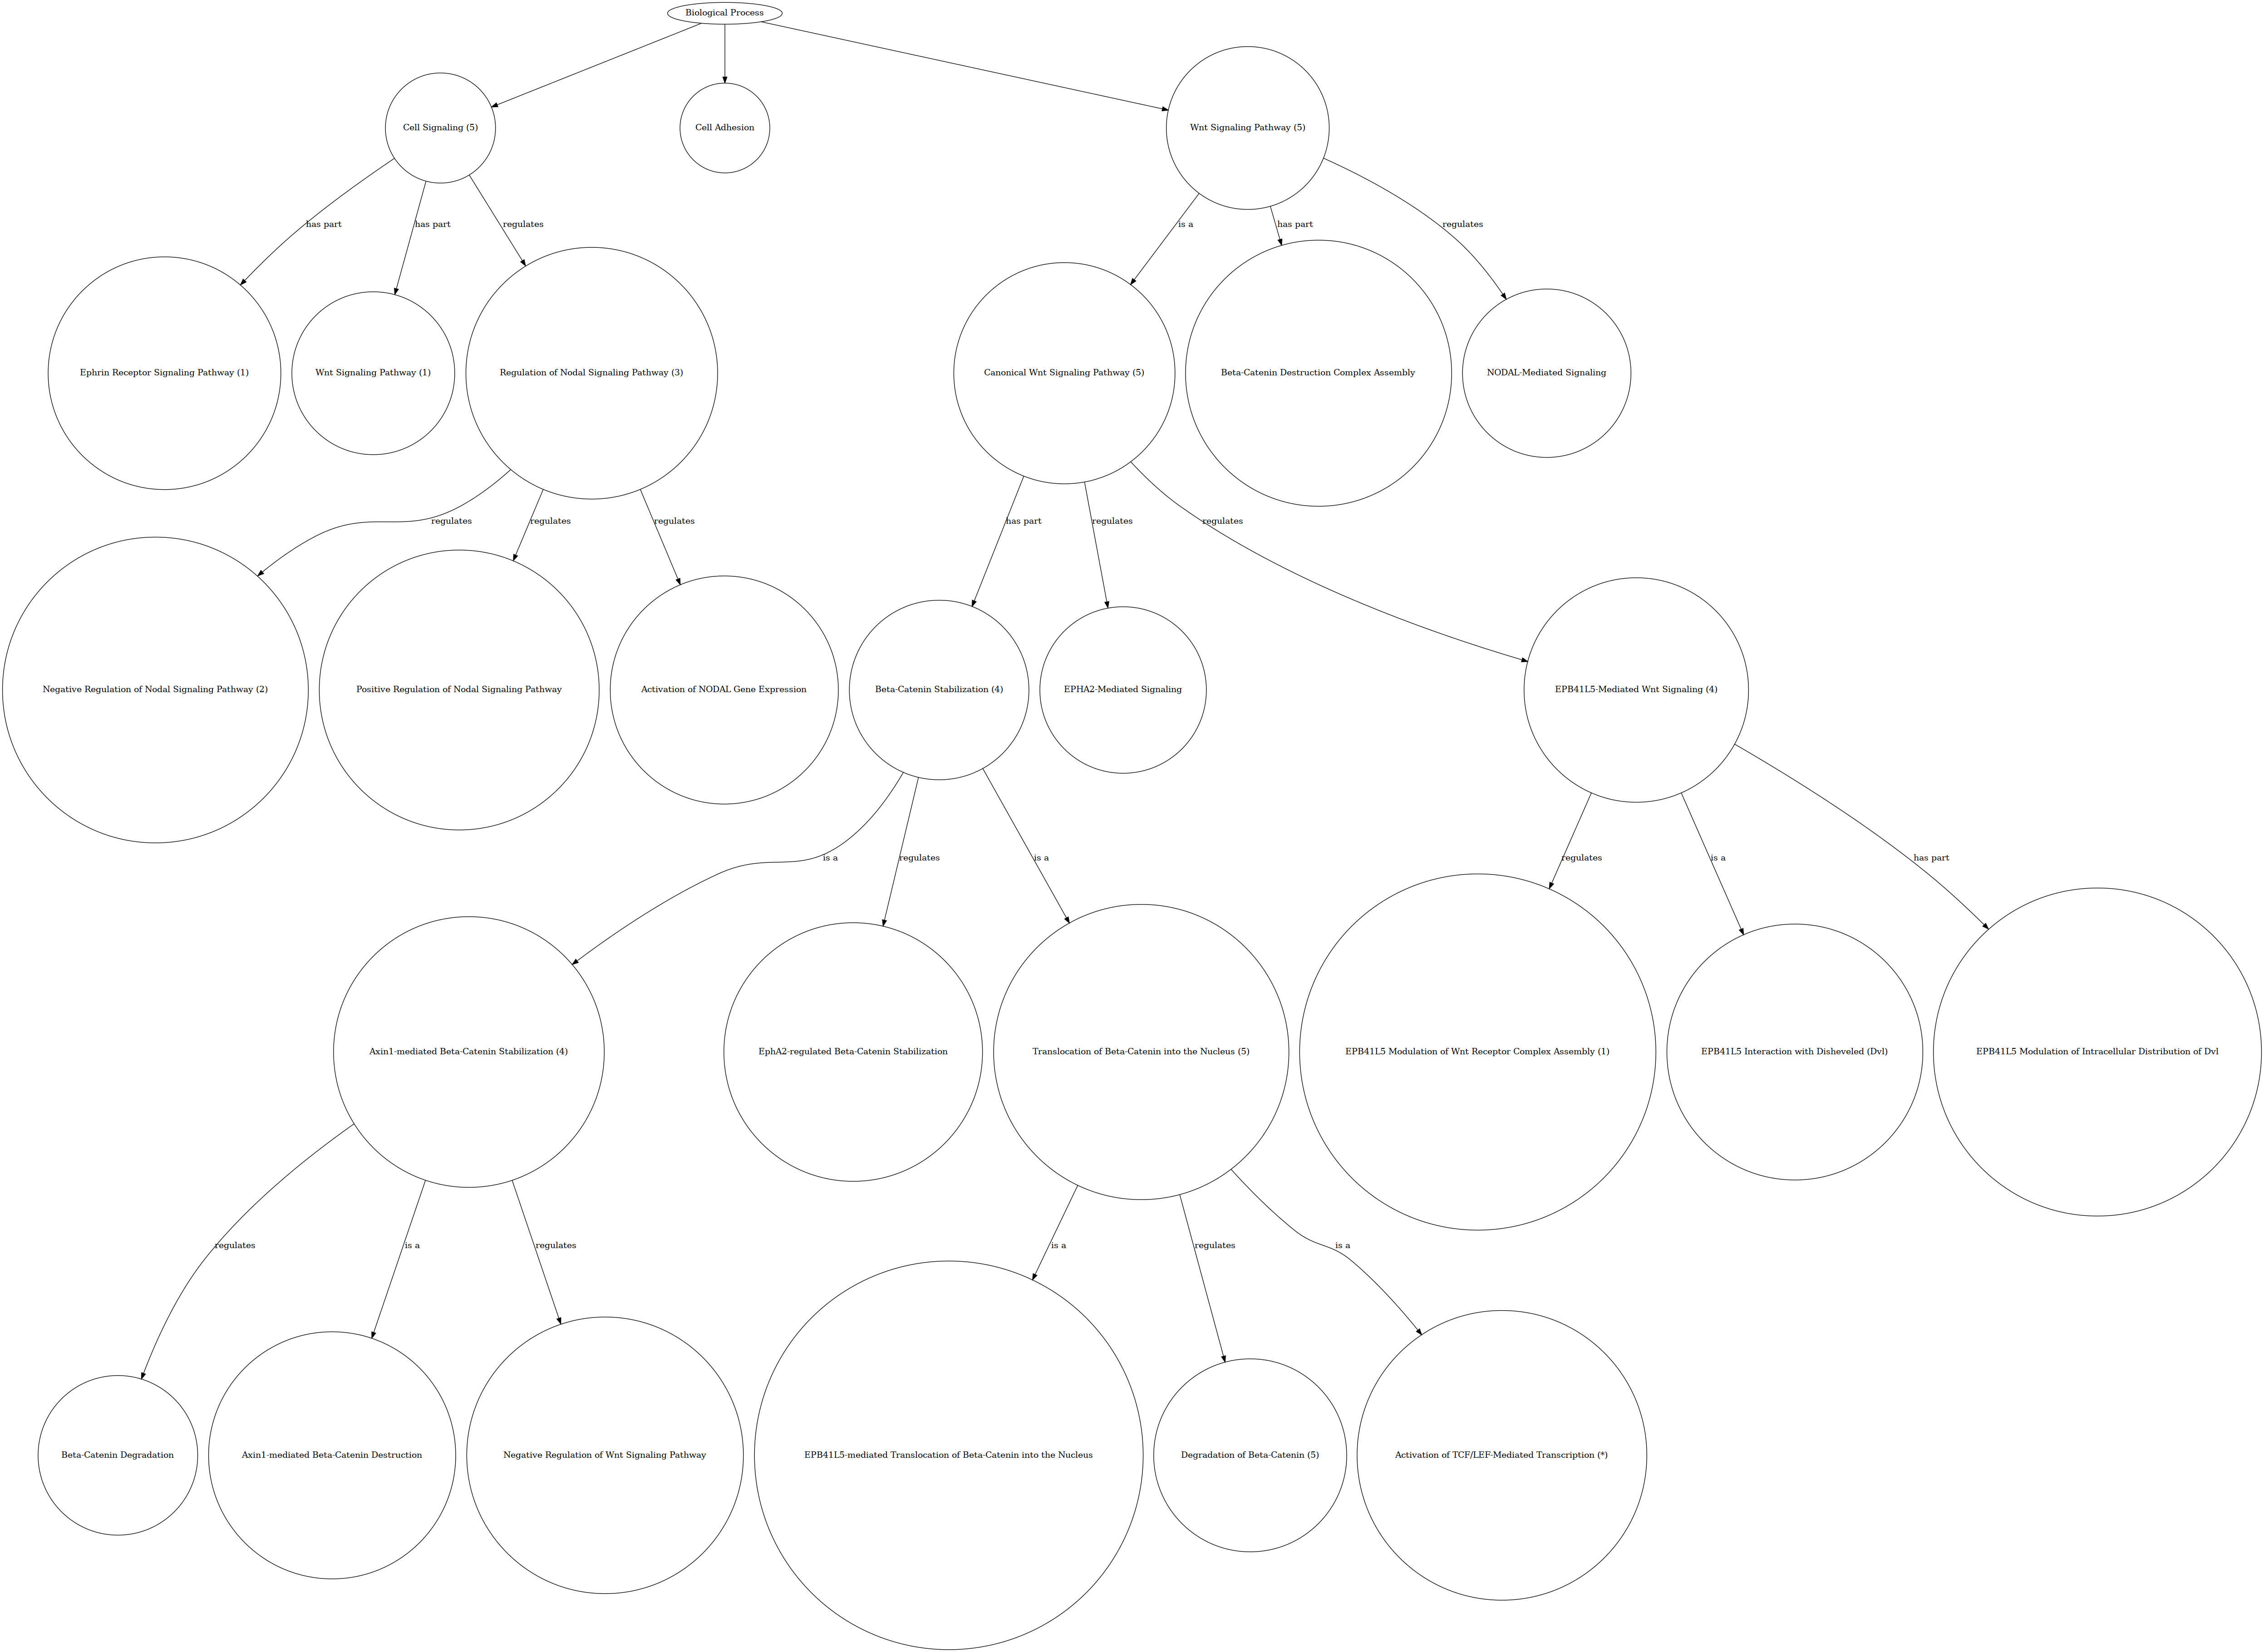 Biological Process
Cell Signaling (5)
Cell Adhesion
Wnt Signaling Pathway (5)
has part
has part
regulates
is a
has part
regulates
Ephrin Receptor Signaling Pathway (1)
Wnt Signaling Pathway (1)
Regulation of Nodal Signaling Pathway (3)
Canonical Wnt Signaling Pathway (5)
Beta-Catenin Destruction Complex Assembly
NODAL-Mediated Signaling
regulates
regulates
regulates
has part
regulates
regulates
Negative Regulation of Nodal Signaling Pathway (2)
Positive Regulation of Nodal Signaling Pathway
Activation of NODAL Gene Expression
Beta-Catenin Stabilization (4)
EPHA2-Mediated Signaling
EPB41L5-Mediated Wnt Signaling (4)
is a
regulates
is a
regulates
is a
has part
Axin1-mediated Beta-Catenin Stabilization (4)
EphA2-regulated Beta-Catenin Stabilization
Translocation of Beta-Catenin into the Nucleus (5)
EPB41L5 Modulation of Wnt Receptor Complex Assembly (1)
EPB41L5 Interaction with Disheveled (Dvl)
EPB41L5 Modulation of Intracellular Distribution of Dvl
regulates
is a
regulates
is a
regulates
is a
Beta-Catenin Degradation
Axin1-mediated Beta-Catenin Destruction
Negative Regulation of Wnt Signaling Pathway
EPB41L5-mediated Translocation of Beta-Catenin into the Nucleus
Degradation of Beta-Catenin (5)
Activation of TCF/LEF-Mediated Transcription (*)